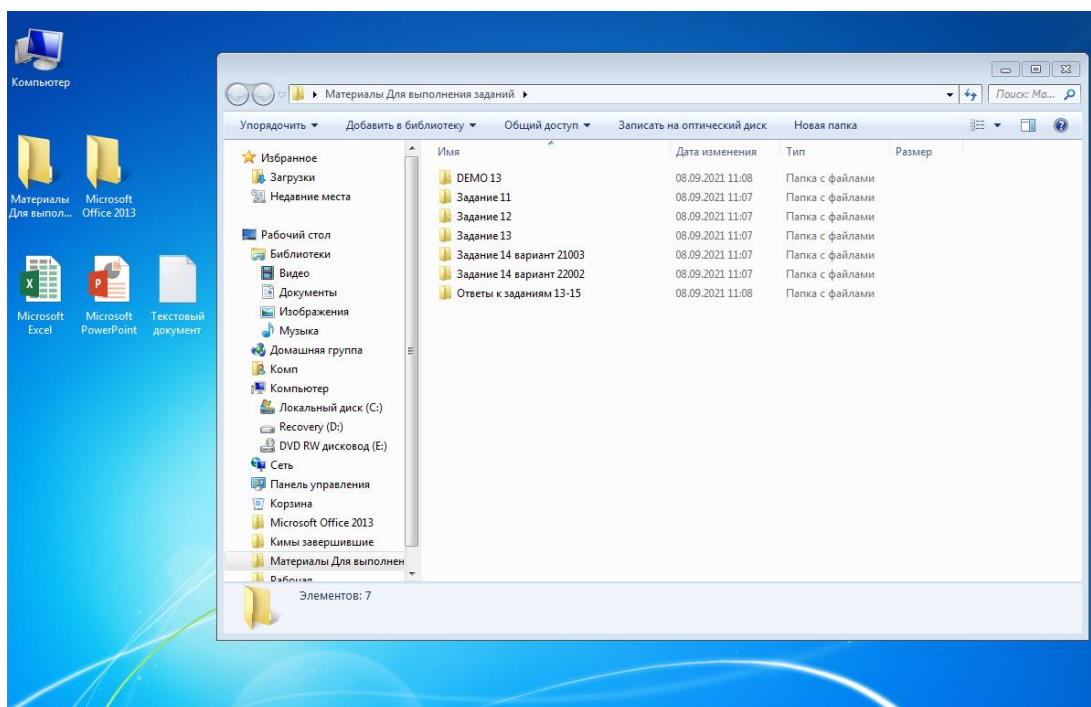 Компьютер
Материалы
Для выпол...
Microsoft
Office 2013
Microsoft
Excel
Microsoft
PowerPoint
Текстовый
документ
Материалы Для выполнения заданий
Поиск: Ма...
Упорядочить Добавить в библиотеку Общий доступ Записать на оптический диск Новая папка
Избранное
Загрузки
Недавние места
Рабочий стол
Библиотеки
Видео
Документы
Изображения
Музыка
Домашняя группа
Комп
Компьютер
Локальный диск (C:)
Recovery (D:)
DVD RW дисковод (E:)
Сеть
Панель управления
Корзина
Microsoft Office 2013
Кимы завершившие
Материалы Для выполнен
Рабочая
Имя Дата изменения Тип Размер
DEMO 13 08.09.2021 11:08 Папка с файлами
Задание 11 08.09.2021 11:07 Папка с файлами
Задание 12 08.09.2021 11:07 Папка с файлами
Задание 13 08.09.2021 11:07 Папка с файлами
Задание 14 вариант 21003 08.09.2021 11:07 Папка с файлами
Задание 14 вариант 22002 08.09.2021 11:07 Папка с файлами
Ответы к заданиям 13-15 08.09.2021 11:08 Папка с файлами
Элементов: 7